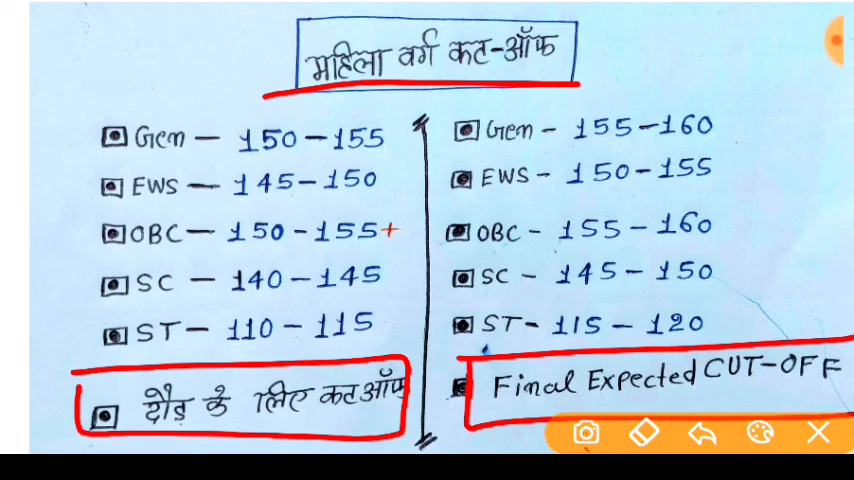 महिला वर्ग कट-ऑफ
Gen — 150-155
EWS — 145-150
OBC — 150-155+
SC — 140-145
ST — 110-115
दौड़ के लिए कटऑफ
Gen - 155-160
EWS - 150-155
OBC - 155-160
SC - 145-150
ST - 115-120
Final Expected CUT-OFF